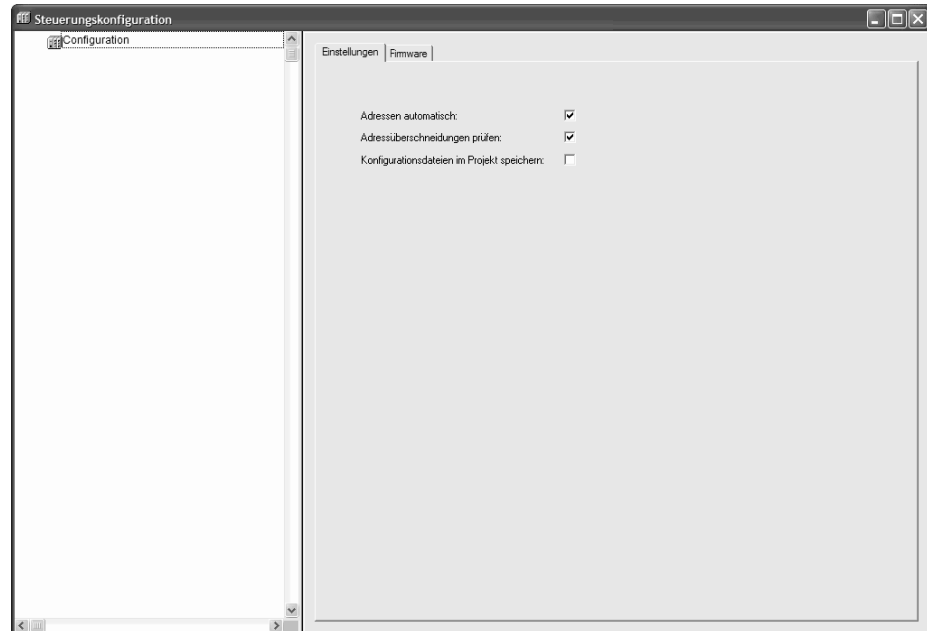 Steuerungskonfiguration
Configuration
Einstellungen
Firmware
Adressen automatisch:
Adressüberschneidungen prüfen:
Konfigurationsdateien im Projekt speichern: